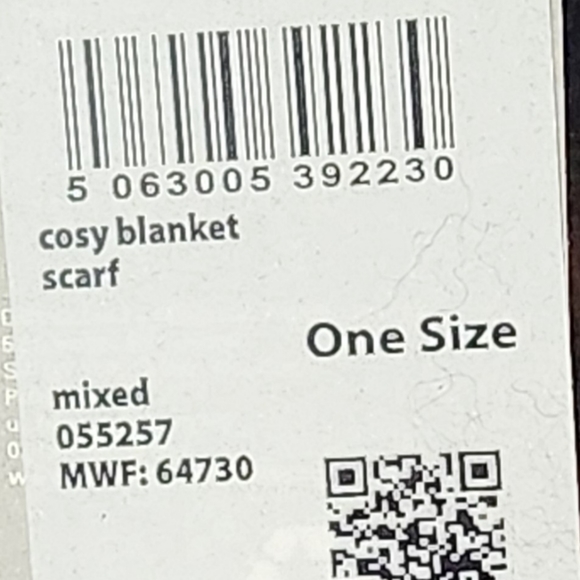 5 063005 392230
cosy blanket
scarf
One Size
mixed
055257
MWF: 64730